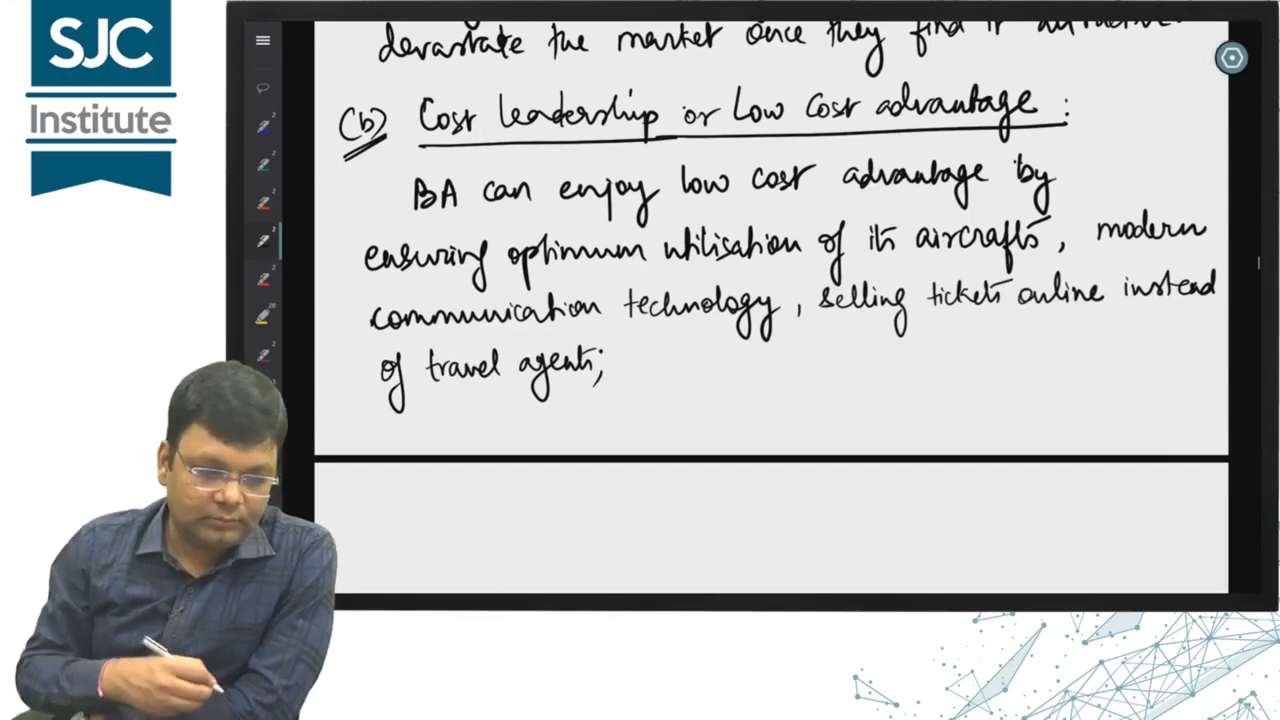 SJC
Institute
devastate the market once they find it attractive
(b) Cost leadership or Low Cost advantage :
BA can enjoy low cost advantage by
ensuring optimum utilisation of its aircrafts, modern
communication technology, selling tickets online instead
of travel agents;